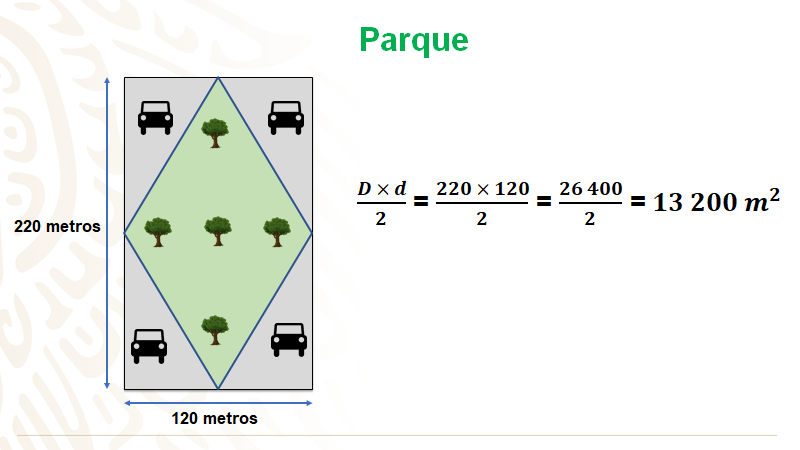 Parque
220 metros
D × d / 2 = 220 × 120 / 2 = 26 400 / 2 = 13 200 m²
120 metros